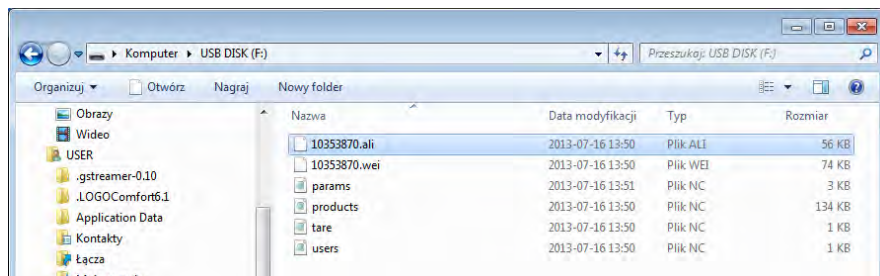 Komputer USB DISK (F:) Przeszukaj: USB DISK (F:)
Organizuj Otwórz Nagraj Nowy folder
Obrazy
Wideo
USER
.gstreamer-0.10
.LOGOComfort6.1
Application Data
Kontakty
Łącza
Nazwa Data modyfikacji Typ Rozmiar
10353870.ali 2013-07-16 13:50 Plik ALI 56 KB
10353870.wei 2013-07-16 13:50 Plik WEI 74 KB
params 2013-07-16 13:51 Plik NC 3 KB
products 2013-07-16 13:50 Plik NC 134 KB
tare 2013-07-16 13:50 Plik NC 1 KB
users 2013-07-16 13:50 Plik NC 1 KB